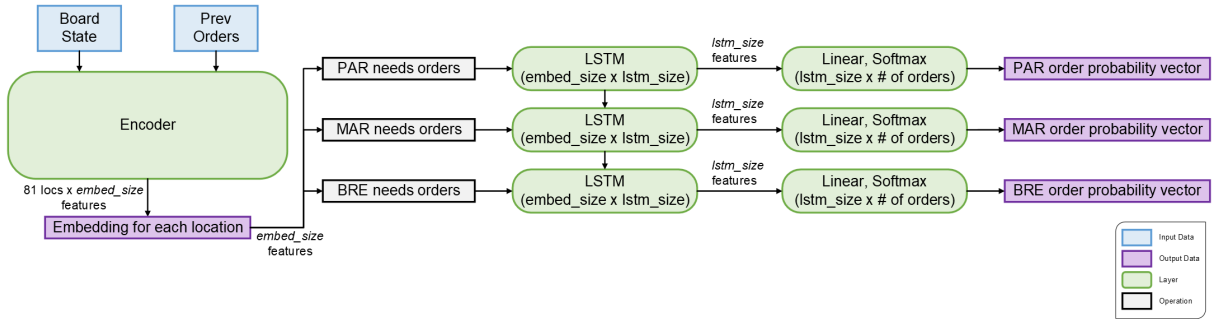 Board
State
Prev
Orders
Encoder
81 locs x embed_size
features
Embedding for each location
embed_size
features
PAR needs orders
LSTM
(embed_size x lstm_size)
lstm_size
features
Linear, Softmax
(lstm_size x # of orders)
PAR order probability vector
MAR needs orders
LSTM
(embed_size x lstm_size)
lstm_size
features
Linear, Softmax
(lstm_size x # of orders)
MAR order probability vector
BRE needs orders
LSTM
(embed_size x lstm_size)
lstm_size
features
Linear, Softmax
(lstm_size x # of orders)
BRE order probability vector
Input Data
Output Data
Layer
Operation